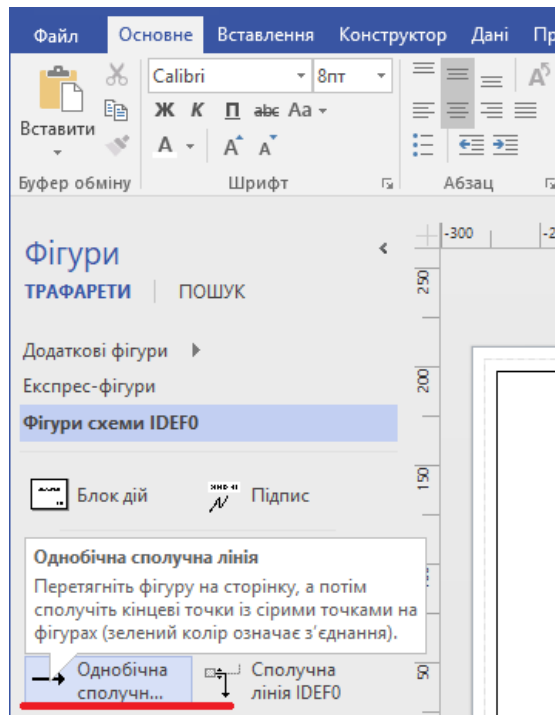 Файл Основне Вставлення Конструктор Дані Пр
Calibri 8пт
Вставити
Ж К П abc Aa
А А А
Буфер обміну Шрифт Абзац
Фігури
ТРАФАРЕТИ ПОШУК
Додаткові фігури
Експрес-фігури
Фігури схеми IDEF0
Блок дій Підпис
Однобічна сполучна лінія
Перетягніть фігуру на сторінку, а потім
сполучіть кінцеві точки із сірими точками на
фігурах (зелений колір означає з’єднання).
Однобічна
сполучн...
Сполучна
лінія IDEF0
-300 -2
250
200
150
50